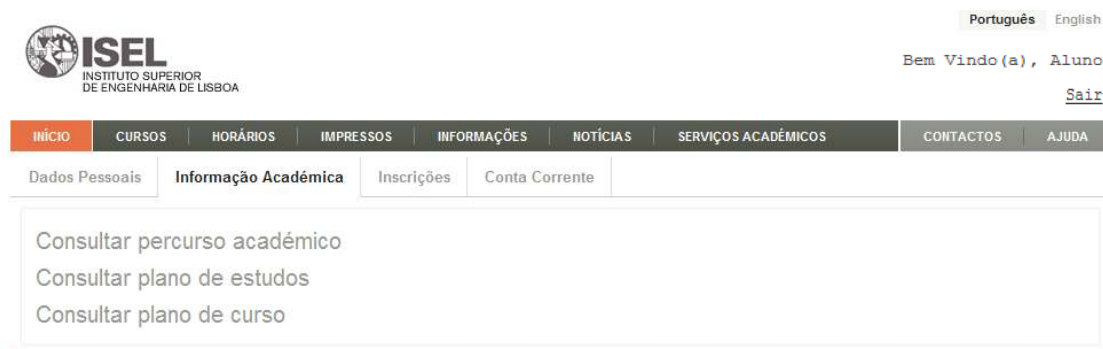 Português English
ISEL
INSTITUTO SUPERIOR
DE ENGENHARIA DE LISBOA
Bem Vindo(a), Aluno
Sair
INÍCIO CURSOS HORÁRIOS IMPRESSOS INFORMAÇÕES NOTÍCIAS SERVIÇOS ACADÉMICOS CONTACTOS AJUDA
Dados Pessoais Informação Académica Inscrições Conta Corrente
Consultar percurso académico
Consultar plano de estudos
Consultar plano de curso